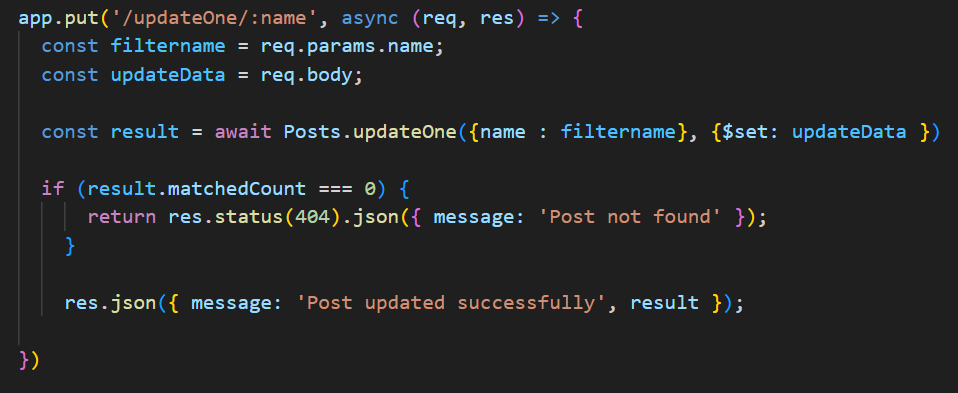 app.put('/updateOne/:name', async (req, res) => {
const filtername = req.params.name;
const updateData = req.body;
const result = await Posts.updateOne({name : filtername}, {$set: updateData })
if (result.matchedCount === 0) {
return res.status(404).json({ message: 'Post not found' });
}
res.json({ message: 'Post updated successfully', result });
})